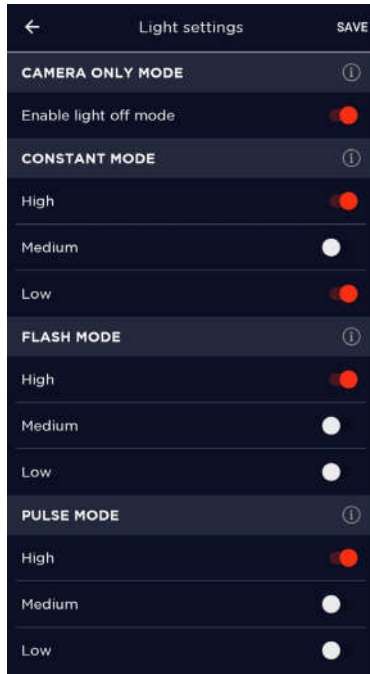 Light settings SAVE
CAMERA ONLY MODE
Enable light off mode
CONSTANT MODE
High
Medium
Low
FLASH MODE
High
Medium
Low
PULSE MODE
High
Medium
Low